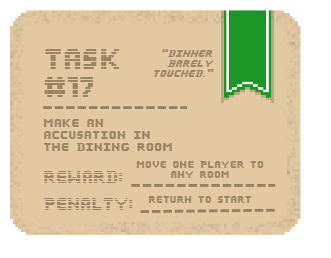 TASK
#17
"DINNER
BARELY
TOUCHED."
MAKE AN
ACCUSATION IN
THE DINING ROOM
REWARD: MOVE ONE PLAYER TO
ANY ROOM
PENALTY: RETURN TO START